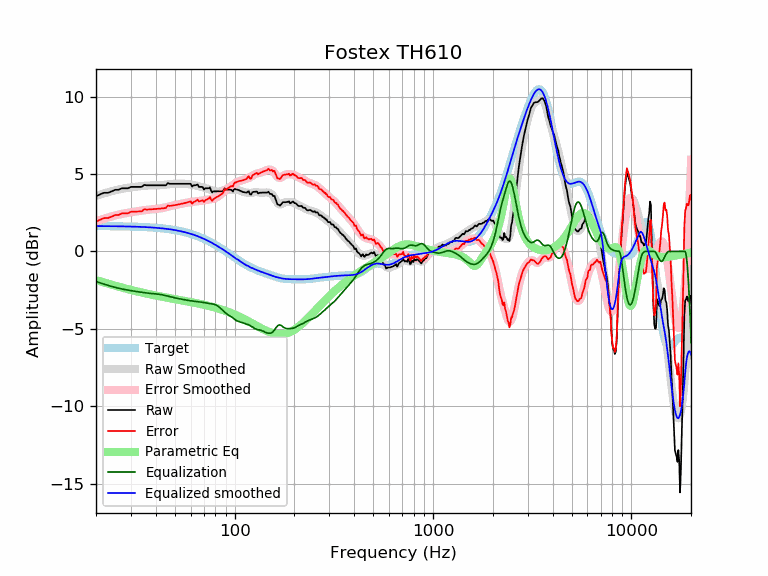 Fostex TH610
Amplitude (dBr)
10
5
0
−5
−10
−15
Target
Raw Smoothed
Error Smoothed
Raw
Error
Parametric Eq
Equalization
Equalized smoothed
100
1000
10000
Frequency (Hz)